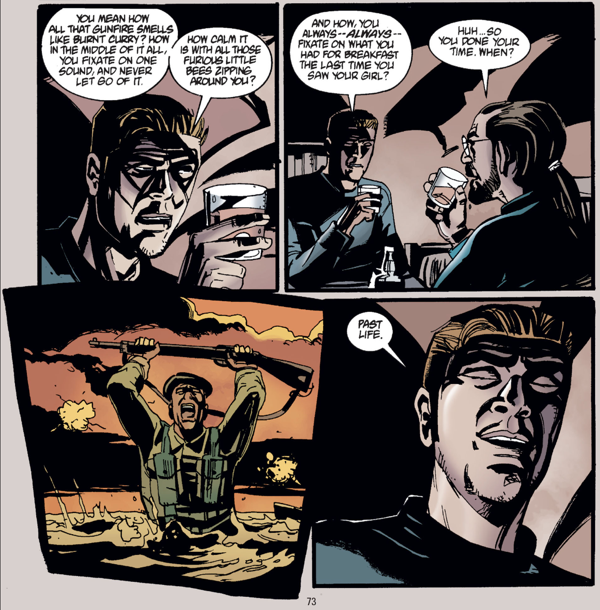 YOU MEAN HOW
ALL THAT GUNFIRE SMELLS
LIKE BURNT CURRY? HOW
IN THE MIDDLE OF IT ALL,
YOU FIXATE ON ONE
SOUND, AND NEVER
LET GO OF IT.
HOW CALM IT
IS WITH ALL THOSE
FURIOUS LITTLE
BEES ZIPPING
AROUND YOU?
AND HOW, YOU
ALWAYS--ALWAYS--
FIXATE ON WHAT YOU
HAD FOR BREAKFAST
THE LAST TIME YOU
SAW YOUR GIRL?
HUH...SO
YOU DONE YOUR
TIME. WHEN?
PAST
LIFE.
73